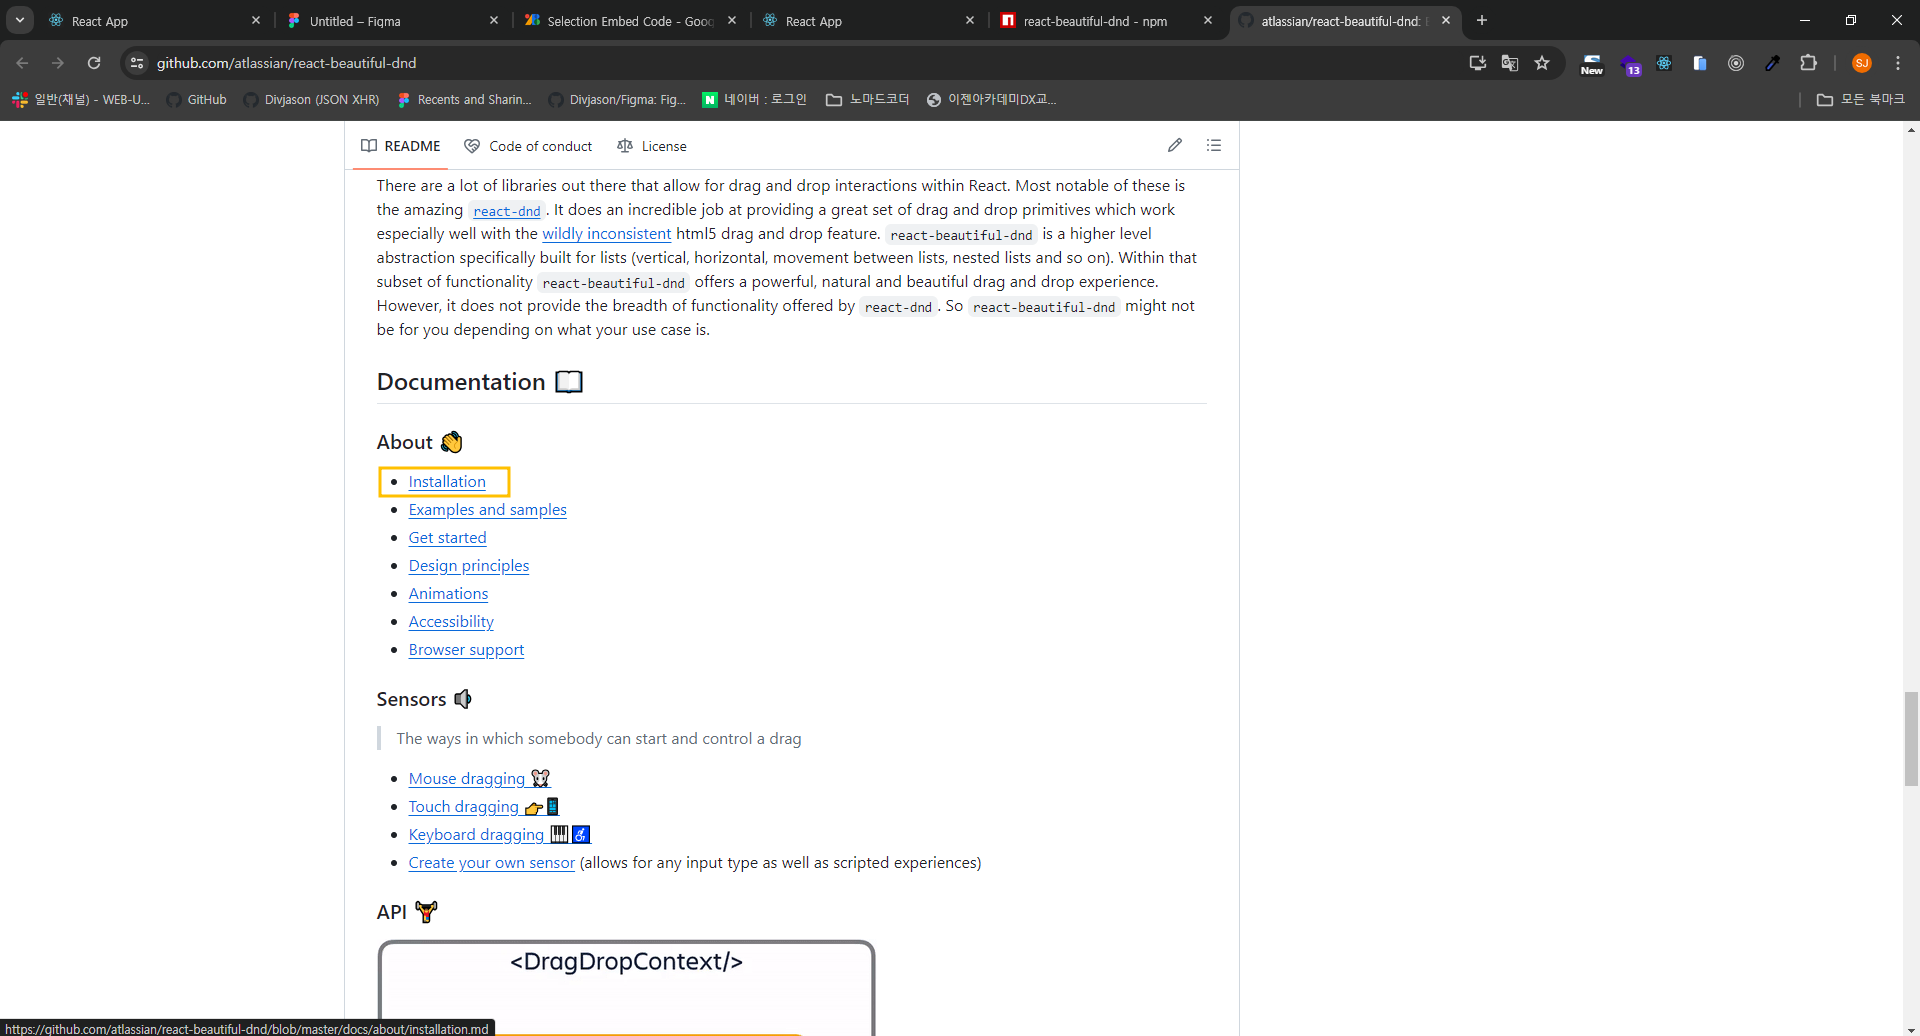 React App
Untitled – Figma
Selection Embed Code - Goog
React App
react-beautiful-dnd - npm
atlassian/react-beautiful-dnd:
github.com/atlassian/react-beautiful-dnd
New
13
SJ
일반(채널) - WEB-U...
GitHub
Divjason (JSON XHR)
Recents and Sharin...
Divjason/Figma: Fig...
N
네이버 : 로그인
노마드코더
이젠아카데미DX교...
모든 북마크
README
Code of conduct
License
There are a lot of libraries out there that allow for drag and drop interactions within React. Most notable of these is
the amazing react-dnd. It does an incredible job at providing a great set of drag and drop primitives which work
especially well with the wildly inconsistent html5 drag and drop feature. react-beautiful-dnd is a higher level
abstraction specifically built for lists (vertical, horizontal, movement between lists, nested lists and so on). Within that
subset of functionality react-beautiful-dnd offers a powerful, natural and beautiful drag and drop experience.
However, it does not provide the breadth of functionality offered by react-dnd. So react-beautiful-dnd might not
be for you depending on what your use case is.
Documentation 📖
About 👋
• Installation
• Examples and samples
• Get started
• Design principles
• Animations
• Accessibility
• Browser support
Sensors 🔉
The ways in which somebody can start and control a drag
• Mouse dragging 🐭
• Touch dragging 👉📱
• Keyboard dragging 🎹♿
• Create your own sensor (allows for any input type as well as scripted experiences)
API 🏋️
<DragDropContext/>
https://github.com/atlassian/react-beautiful-dnd/blob/master/docs/about/installation.md